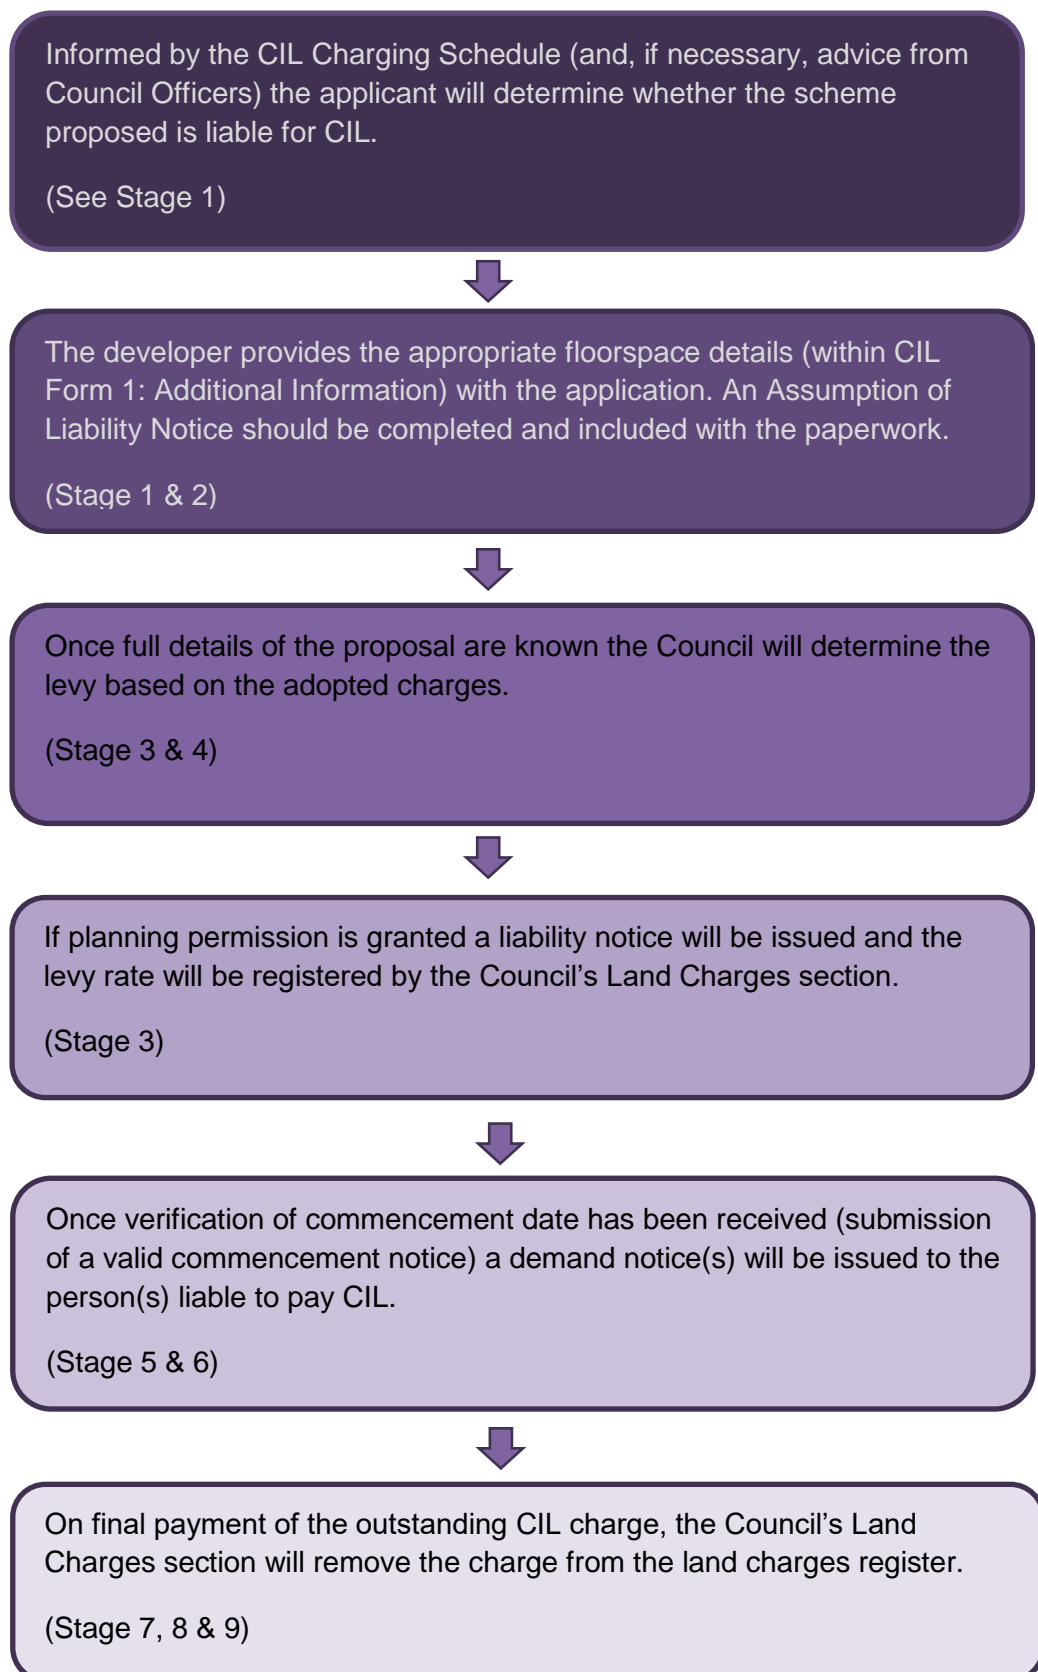 Informed by the CIL Charging Schedule (and, if necessary, advice from
Council Officers) the applicant will determine whether the scheme
proposed is liable for CIL.
(See Stage 1)
The developer provides the appropriate floorspace details (within CIL
Form 1: Additional Information) with the application. An Assumption of
Liability Notice should be completed and included with the paperwork.
(Stage 1 & 2)
Once full details of the proposal are known the Council will determine the
levy based on the adopted charges.
(Stage 3 & 4)
If planning permission is granted a liability notice will be issued and the
levy rate will be registered by the Council’s Land Charges section.
(Stage 3)
Once verification of commencement date has been received (submission
of a valid commencement notice) a demand notice(s) will be issued to the
person(s) liable to pay CIL.
(Stage 5 & 6)
On final payment of the outstanding CIL charge, the Council’s Land
Charges section will remove the charge from the land charges register.
(Stage 7, 8 & 9)